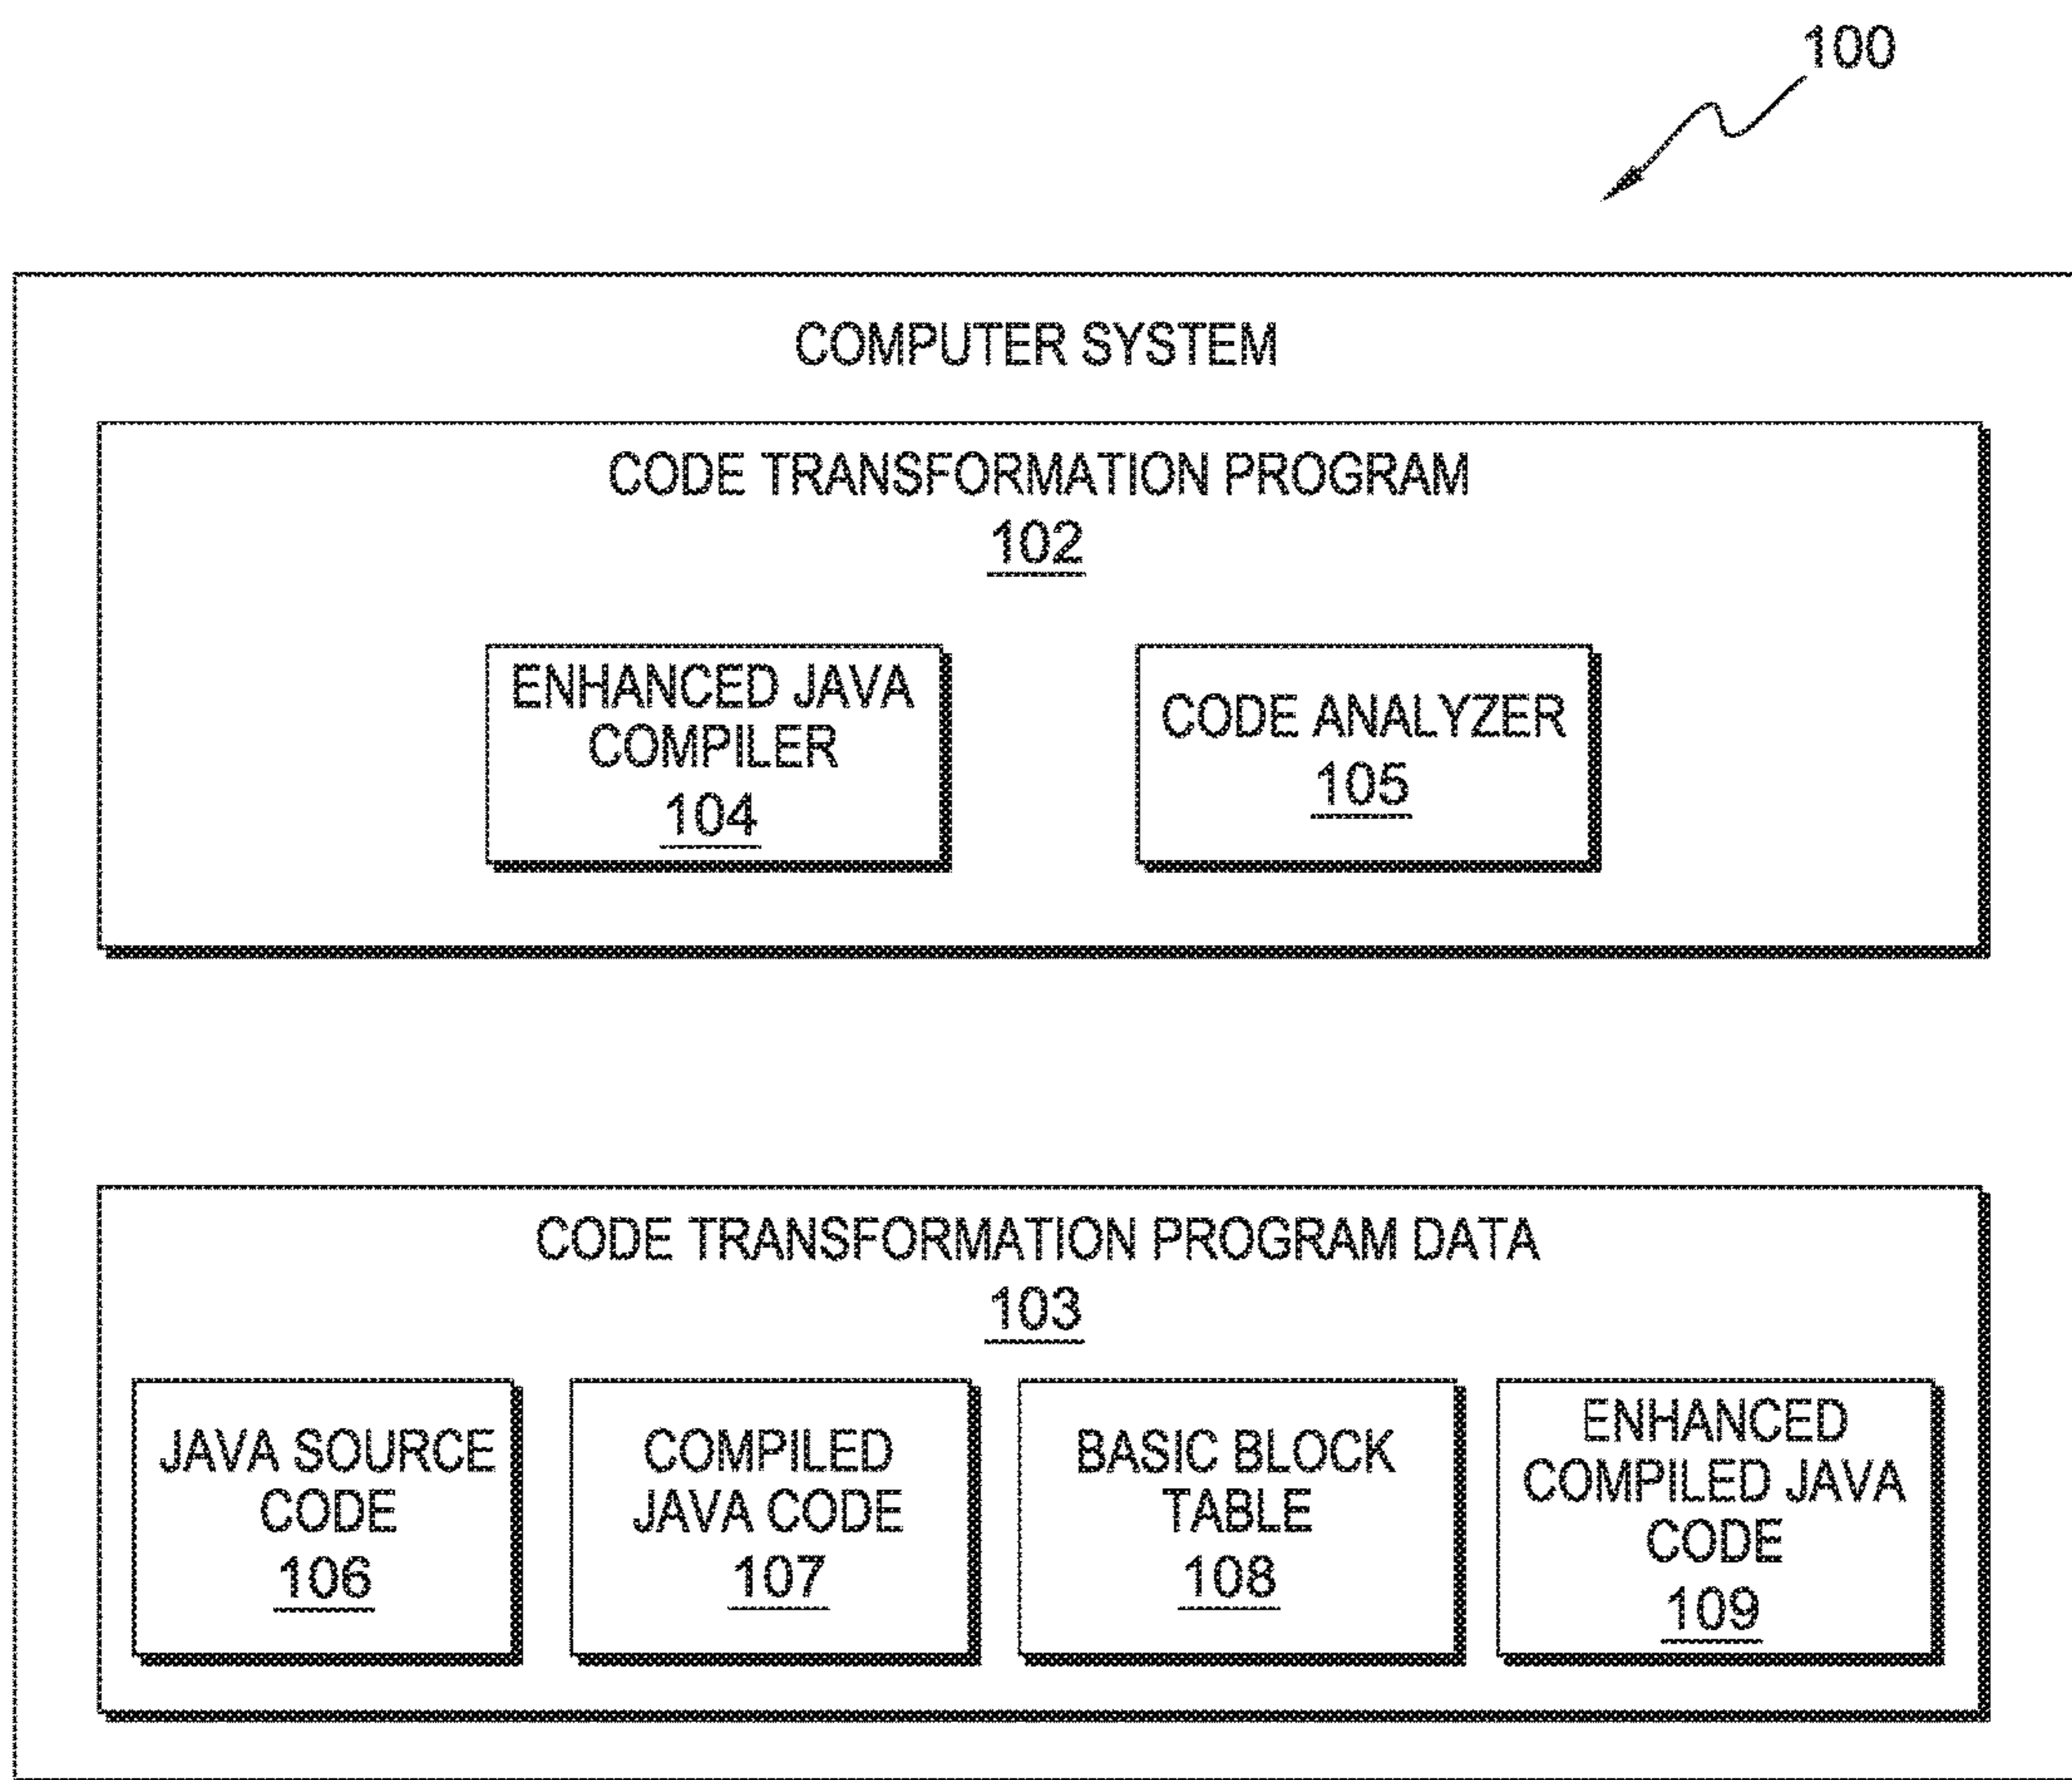 100
COMPUTER SYSTEM
CODE TRANSFORMATION PROGRAM
102
ENHANCED JAVA
COMPILER
104
CODE ANALYZER
105
CODE TRANSFORMATION PROGRAM DATA
103
JAVA SOURCE
CODE
106
COMPILED
JAVA CODE
107
BASIC BLOCK
TABLE
108
ENHANCED
COMPILED JAVA
CODE
109